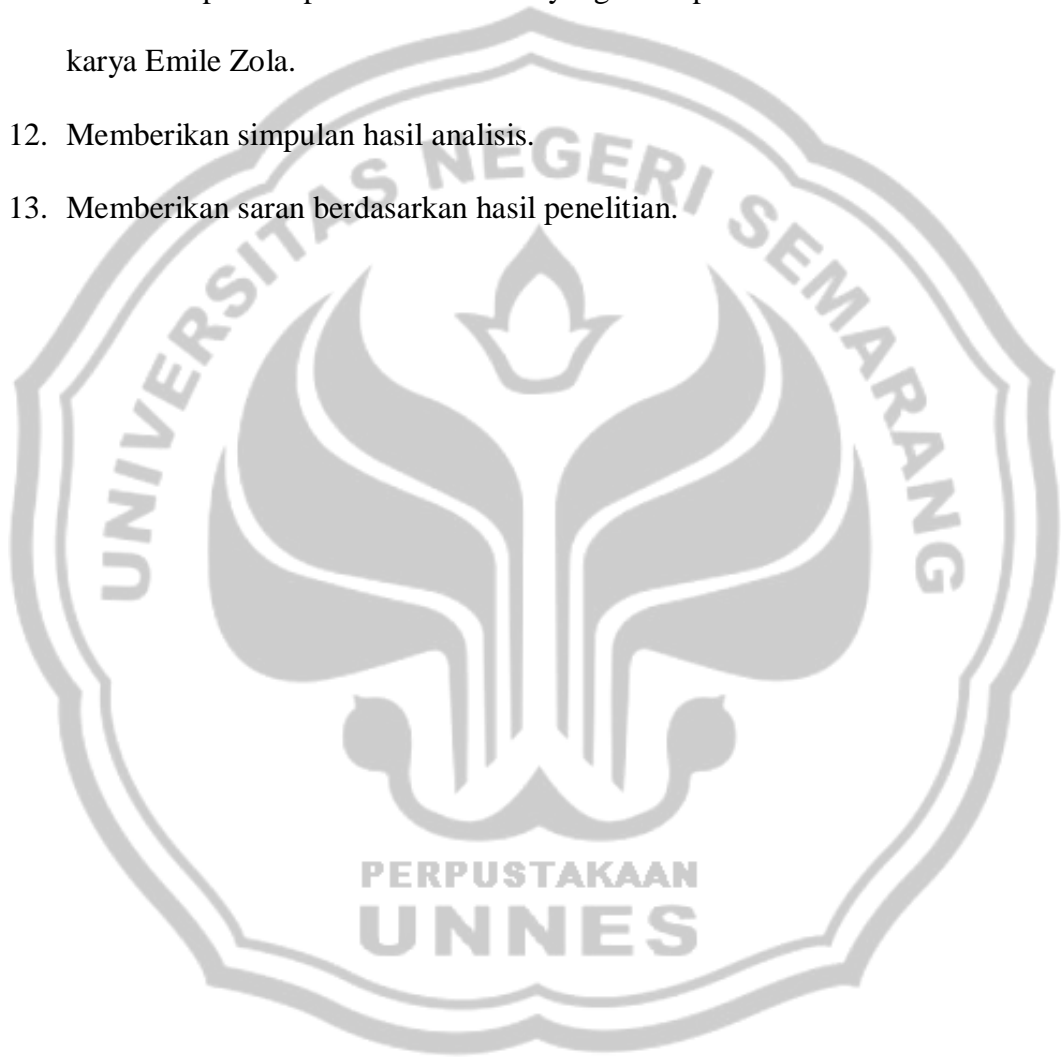 karya Emile Zola.
12. Memberikan simpulan hasil analisis.
13. Memberikan saran berdasarkan hasil penelitian.
UNIVERSITAS NEGERI SEMARANG
PERPUSTAKAAN
UNNES